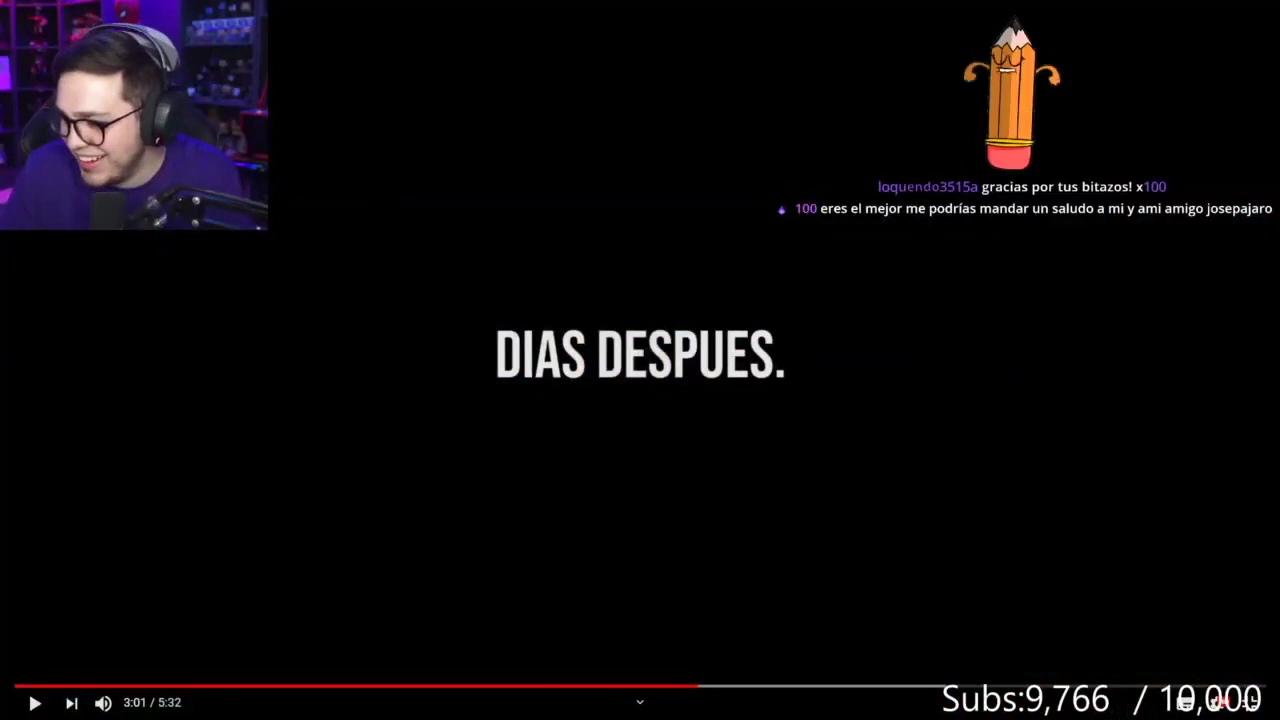 loquendo3515a gracias por tus bitazos! x100
100 eres el mejor me podrías mandar un saludo a mi y ami amigo josepajaro
DIAS DESPUES.
3:01 / 5:32
Subs:9,766 / 10,000